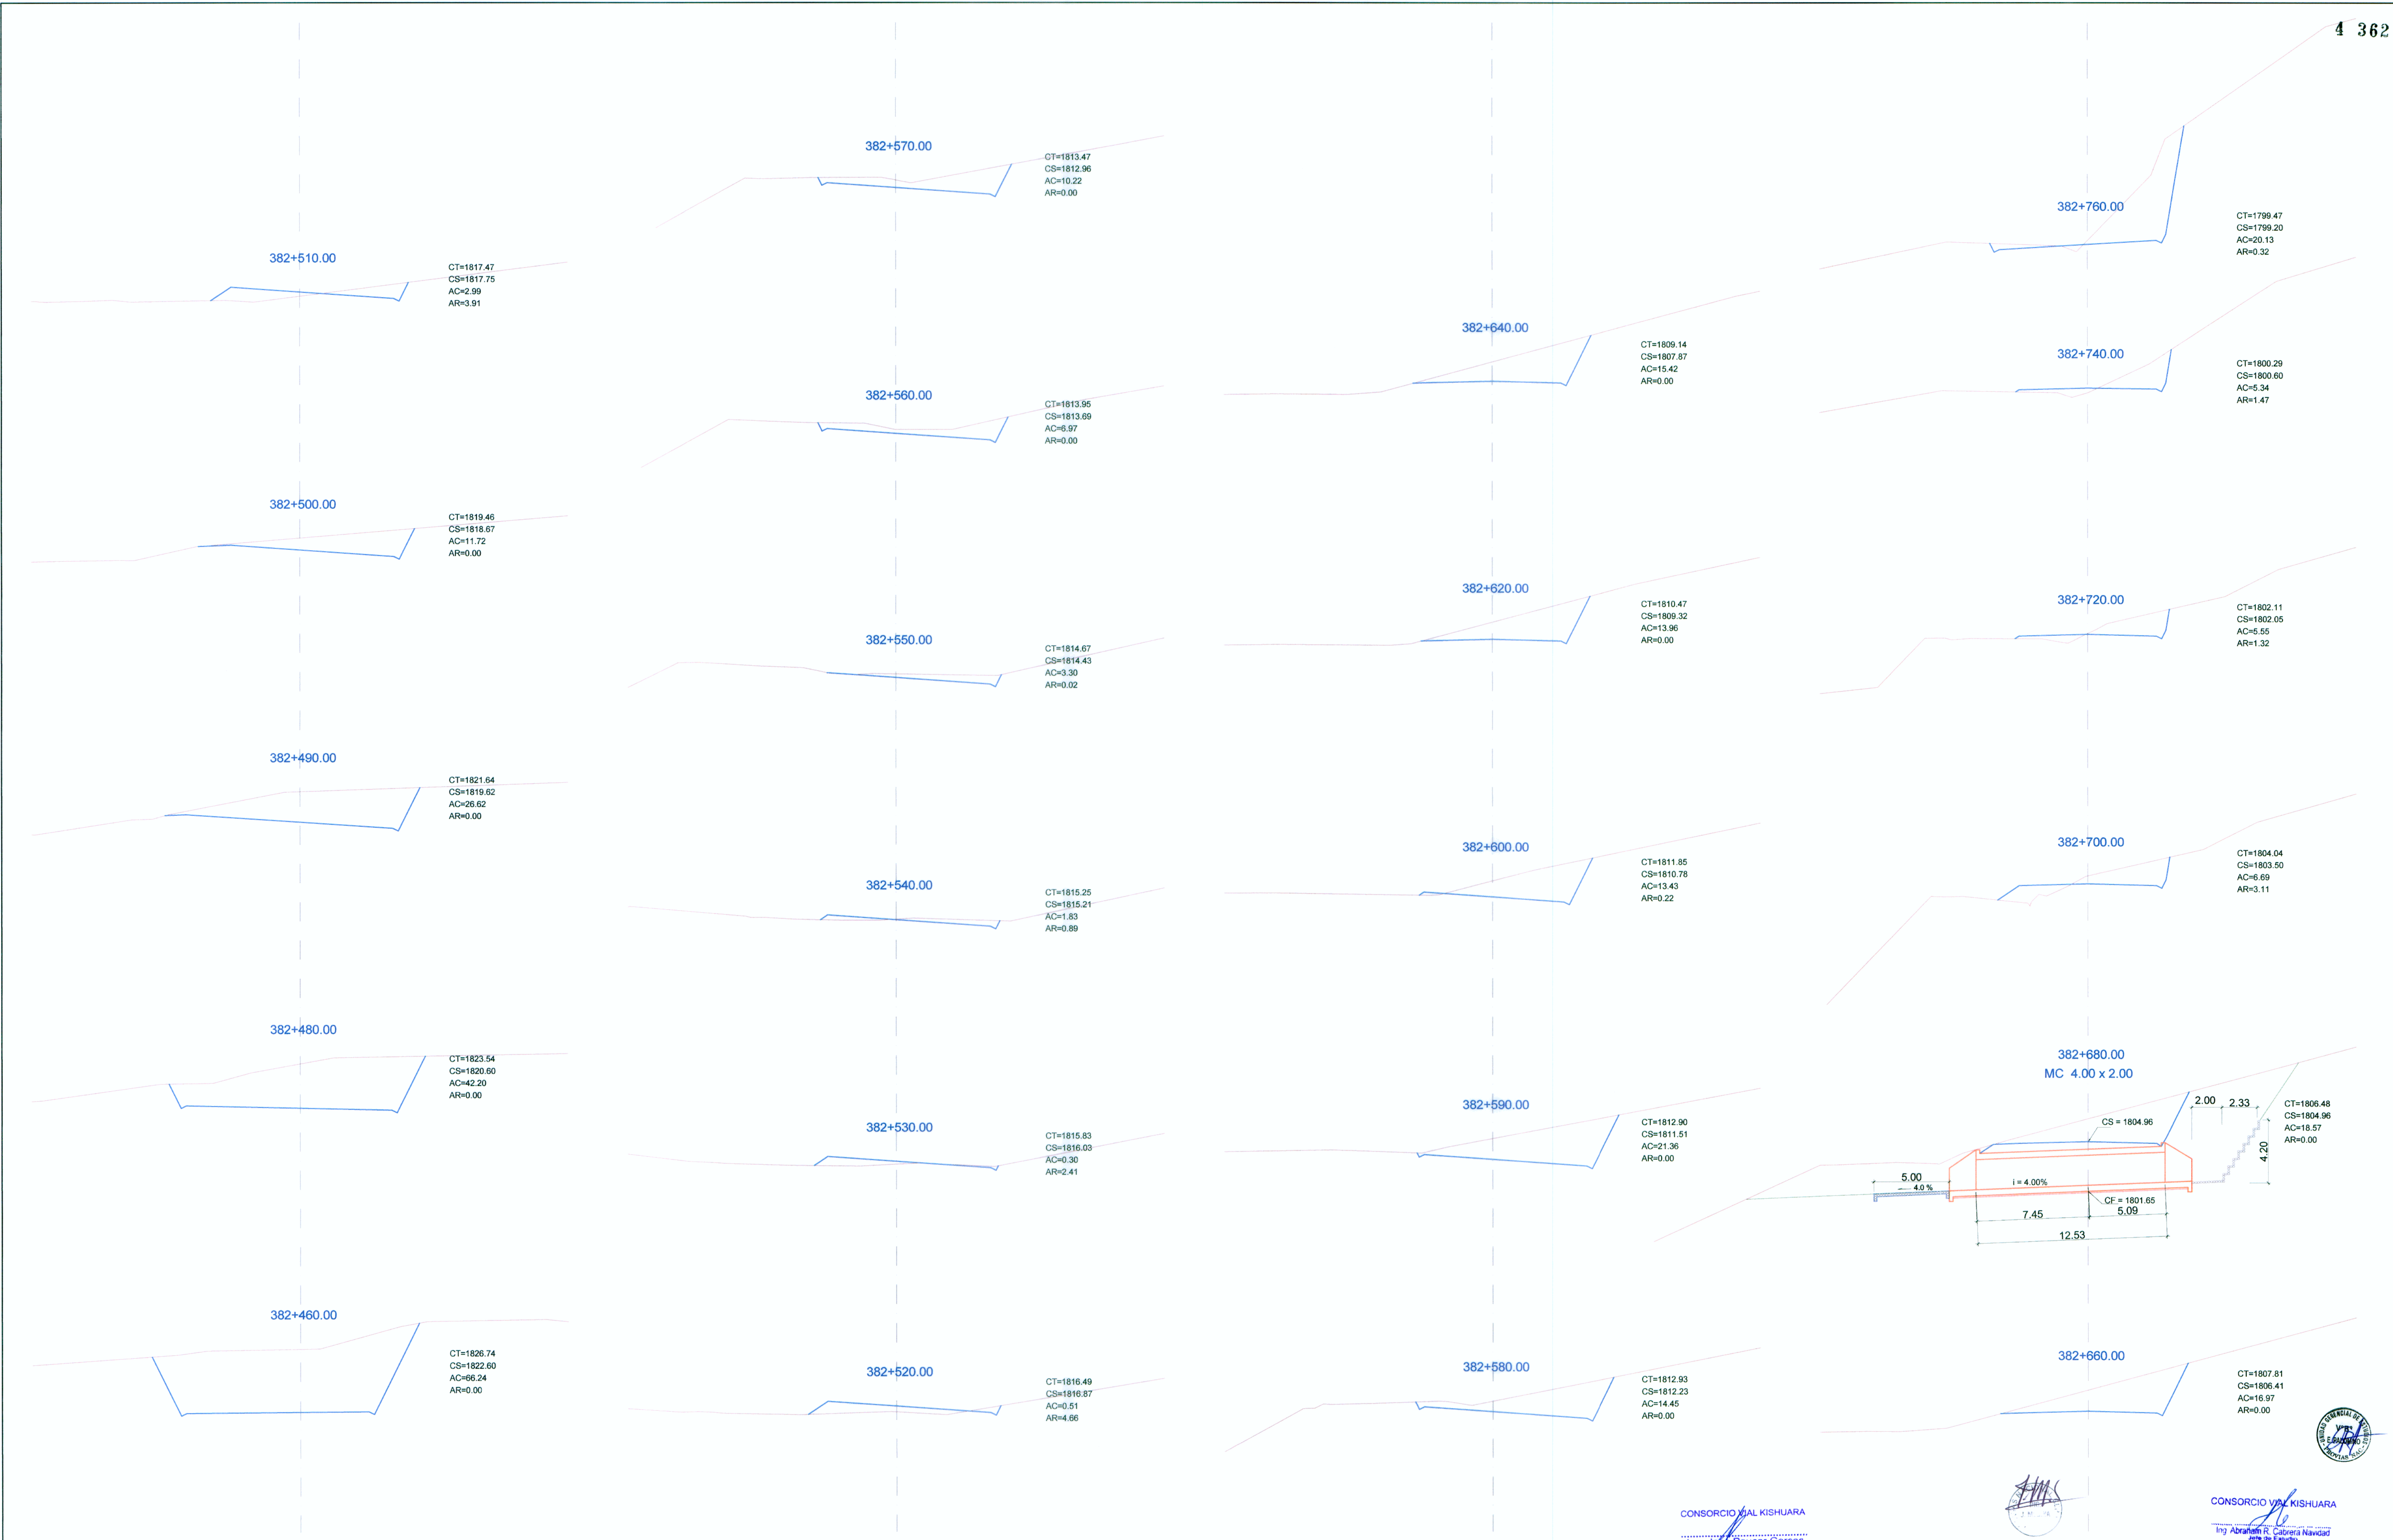 4 362
382+510.00
CT=1817.47
CS=1817.75
AC=2.99
AR=3.91
382+500.00
CT=1819.46
CS=1818.67
AC=11.72
AR=0.00
382+490.00
CT=1821.64
CS=1819.62
AC=26.62
AR=0.00
382+480.00
CT=1823.54
CS=1820.60
AC=42.20
AR=0.00
382+460.00
CT=1826.74
CS=1822.60
AC=66.24
AR=0.00
382+570.00
CT=1813.47
CS=1812.96
AC=10.22
AR=0.00
382+560.00
CT=1813.95
CS=1813.69
AC=6.97
AR=0.00
382+550.00
CT=1814.67
CS=1814.43
AC=3.30
AR=0.02
382+540.00
CT=1815.25
CS=1815.21
AC=1.83
AR=0.89
382+530.00
CT=1815.83
CS=1816.03
AC=0.30
AR=2.41
382+520.00
CT=1816.49
CS=1816.87
AC=0.51
AR=4.66
382+640.00
CT=1809.14
CS=1807.87
AC=15.42
AR=0.00
382+620.00
CT=1810.47
CS=1809.32
AC=13.96
AR=0.00
382+600.00
CT=1811.85
CS=1810.78
AC=13.43
AR=0.22
382+590.00
CT=1812.90
CS=1811.51
AC=21.36
AR=0.00
382+580.00
CT=1812.93
CS=1812.23
AC=14.45
AR=0.00
382+760.00
CT=1799.47
CS=1799.20
AC=20.13
AR=0.32
382+740.00
CT=1800.29
CS=1800.60
AC=5.34
AR=1.47
382+720.00
CT=1802.11
CS=1802.05
AC=5.55
AR=1.32
382+700.00
CT=1804.04
CS=1803.50
AC=6.69
AR=3.11
382+680.00
MC 4.00 x 2.00
2.00 2.33
CT=1806.48
CS=1804.96
AC=18.57
AR=0.00
CS = 1804.96
4.20
5.00
4.0 %
i = 4.00%
CF = 1801.65
7.45
5.09
12.53
382+660.00
CT=1807.81
CS=1806.41
AC=16.97
AR=0.00
UNIDAD GERENCIAL DE
CONSORCIO VIAL KISHUARA
CONSORCIO VIAL KISHUARA
Ing Abraham R. Cabrera Navidad
Jefe de Estudio